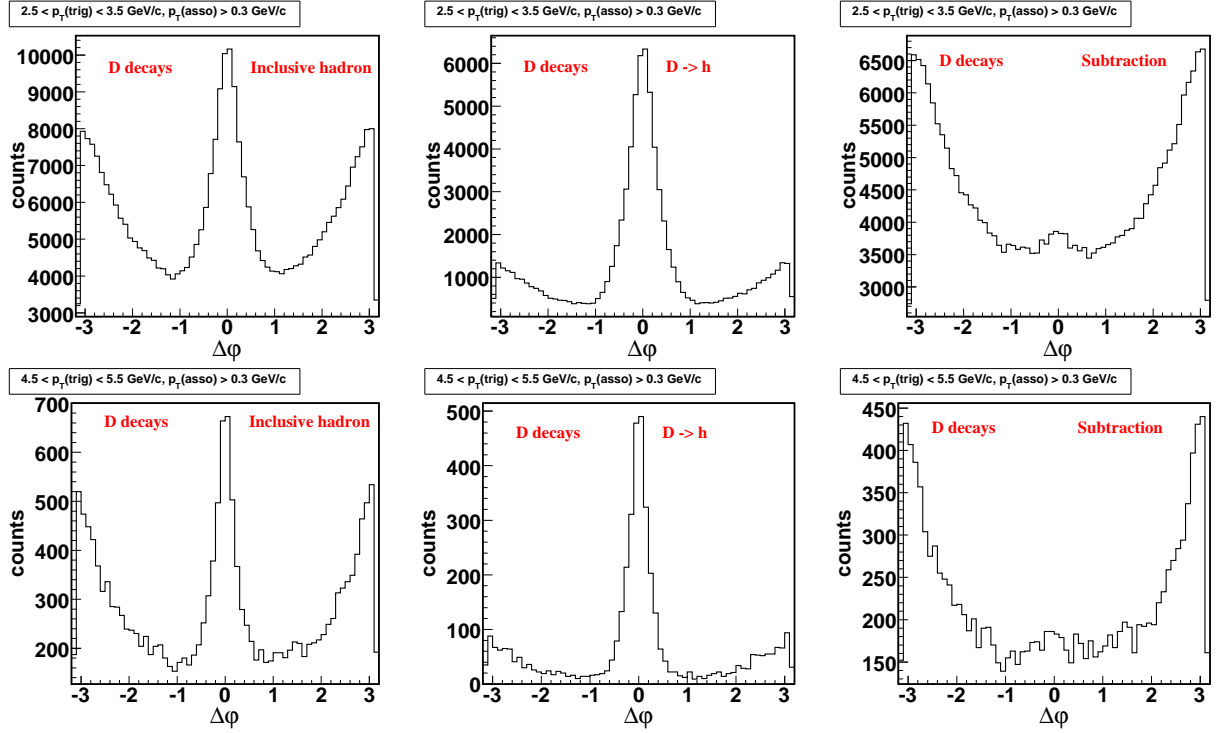 2.5 < p_T(trig) < 3.5 GeV/c, p_T(asso) > 0.3 GeV/c
D decays Inclusive hadron
counts
10000
9000
8000
7000
6000
5000
4000
3000
-3 -2 -1 0 1 2 3
Δφ
2.5 < p_T(trig) < 3.5 GeV/c, p_T(asso) > 0.3 GeV/c
D decays D -> h
counts
6000
5000
4000
3000
2000
1000
-3 -2 -1 0 1 2 3
Δφ
2.5 < p_T(trig) < 3.5 GeV/c, p_T(asso) > 0.3 GeV/c
D decays Subtraction
counts
6500
6000
5500
5000
4500
4000
3500
3000
-3 -2 -1 0 1 2 3
Δφ
4.5 < p_T(trig) < 5.5 GeV/c, p_T(asso) > 0.3 GeV/c
D decays Inclusive hadron
counts
700
600
500
400
300
200
-3 -2 -1 0 1 2 3
Δφ
4.5 < p_T(trig) < 5.5 GeV/c, p_T(asso) > 0.3 GeV/c
D decays D -> h
counts
500
400
300
200
100
0
-3 -2 -1 0 1 2 3
Δφ
4.5 < p_T(trig) < 5.5 GeV/c, p_T(asso) > 0.3 GeV/c
D decays Subtraction
counts
450
400
350
300
250
200
150
-3 -2 -1 0 1 2 3
Δφ